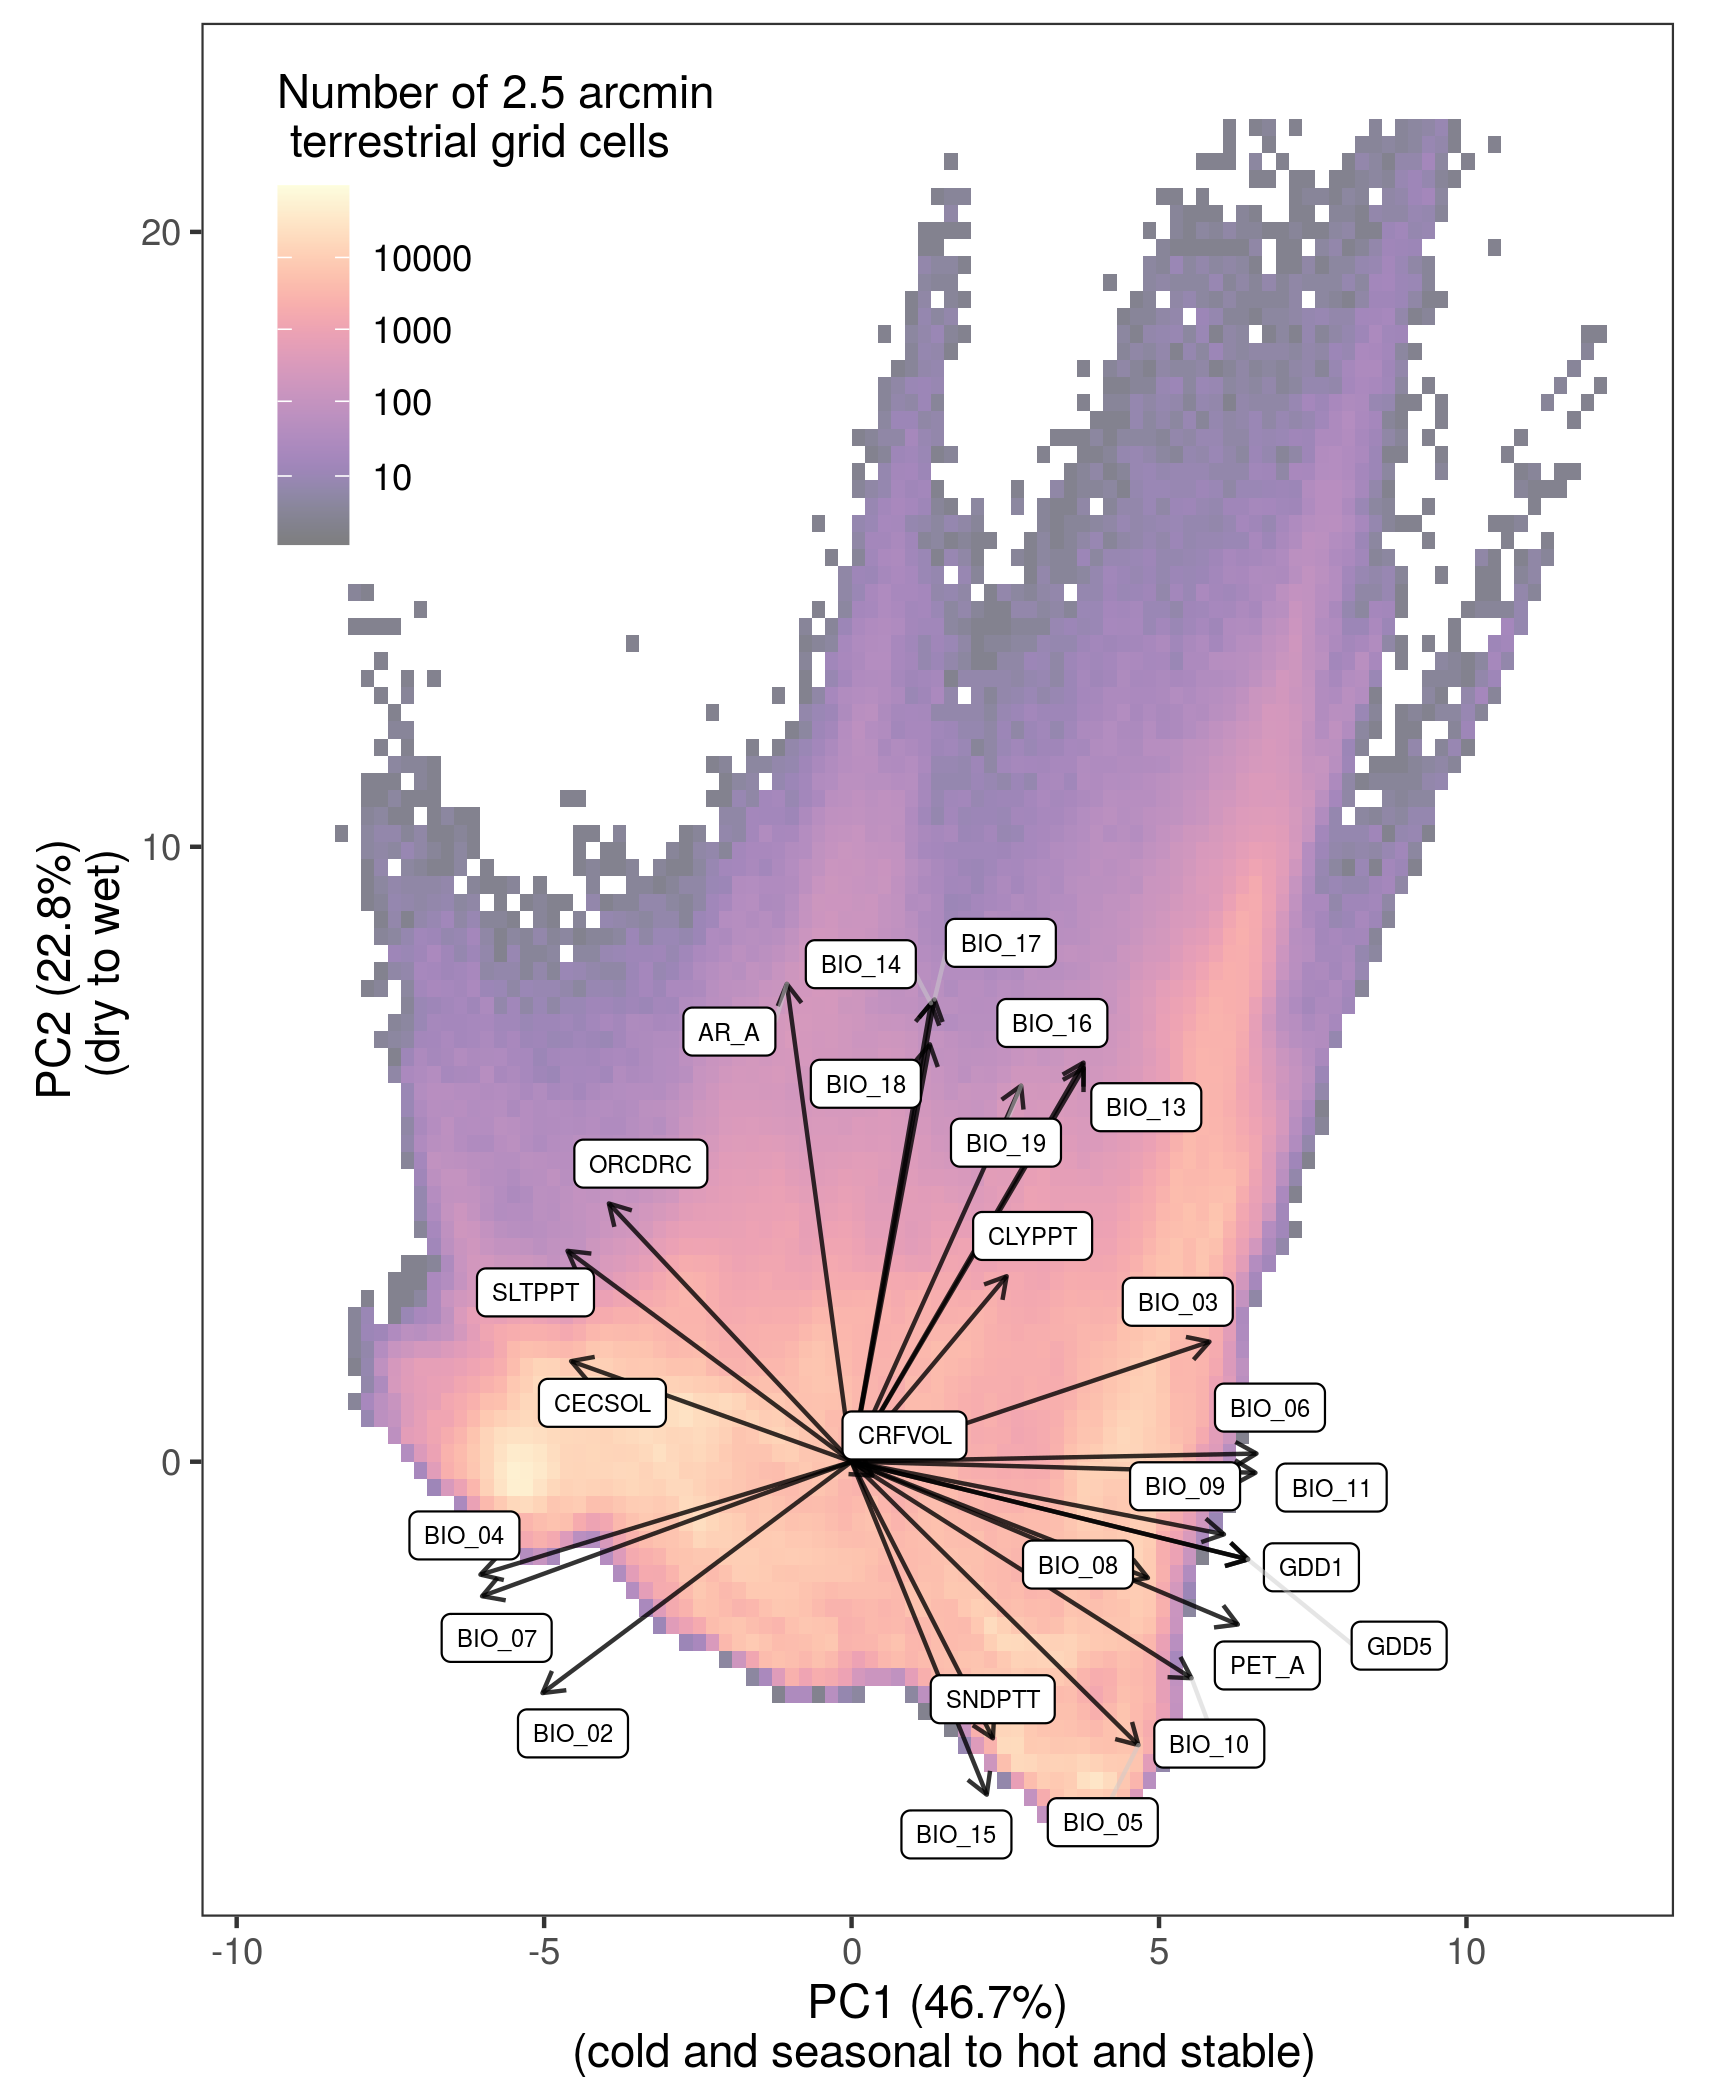 Number of 2.5 arcmin
terrestrial grid cells
10000
1000
100
10
20
10
0
PC2 (22.8%)
(dry to wet)
BIO_17
BIO_14
BIO_16
AR_A
BIO_18
BIO_13
BIO_19
ORCDRC
CLYPPT
SLTPPT
BIO_03
CECSOL
BIO_06
CRFVOL
BIO_09
BIO_11
BIO_04
BIO_08
GDD1
BIO_07
GDD5
PET_A
SNDPTT
BIO_02
BIO_10
BIO_05
BIO_15
-10
-5
0
5
10
PC1 (46.7%)
(cold and seasonal to hot and stable)